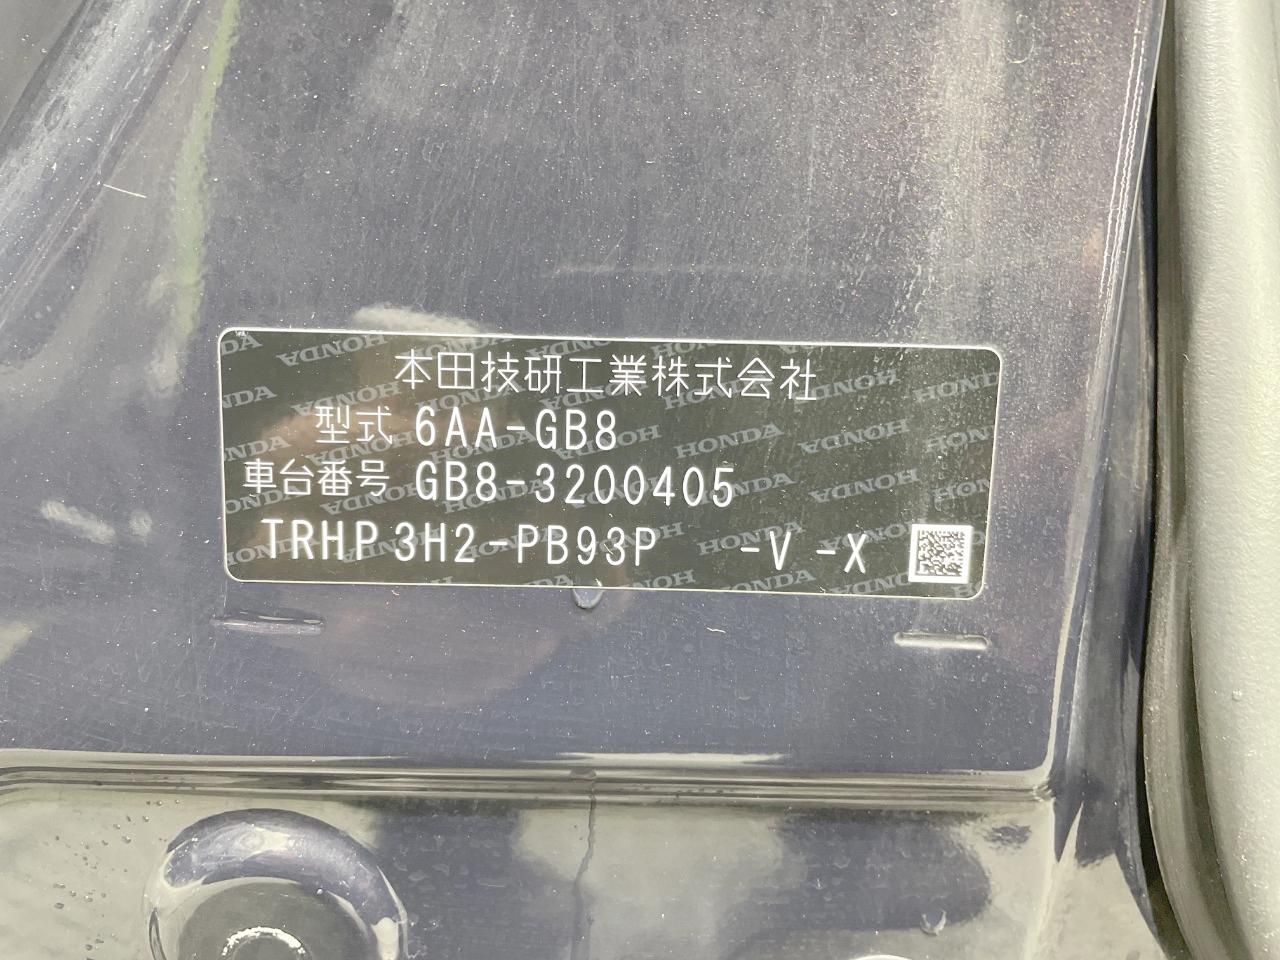 本田技研工業株式会社
型式 6AA-GB8
車台番号 GB8-3200405
TRHP3H2-PB93P -V -X